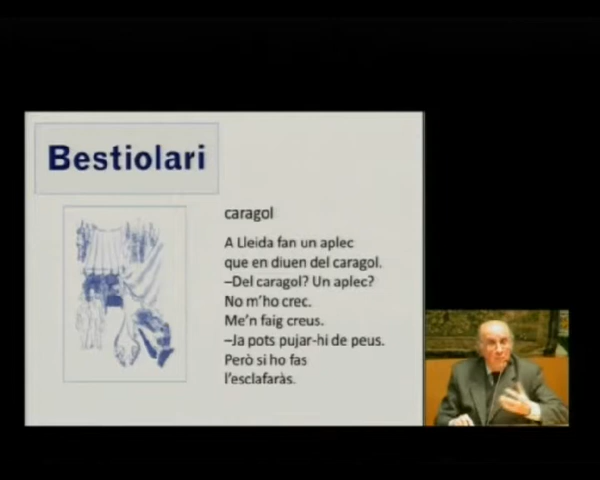 Bestiolari
caragol
A Lleida fan un aplec
que en diuen del caragol.
–Del caragol? Un aplec?
No m'ho crec.
Me'n faig creus.
–Ja pots pujar-hi de peus.
Però si ho fas
l'esclafaràs.